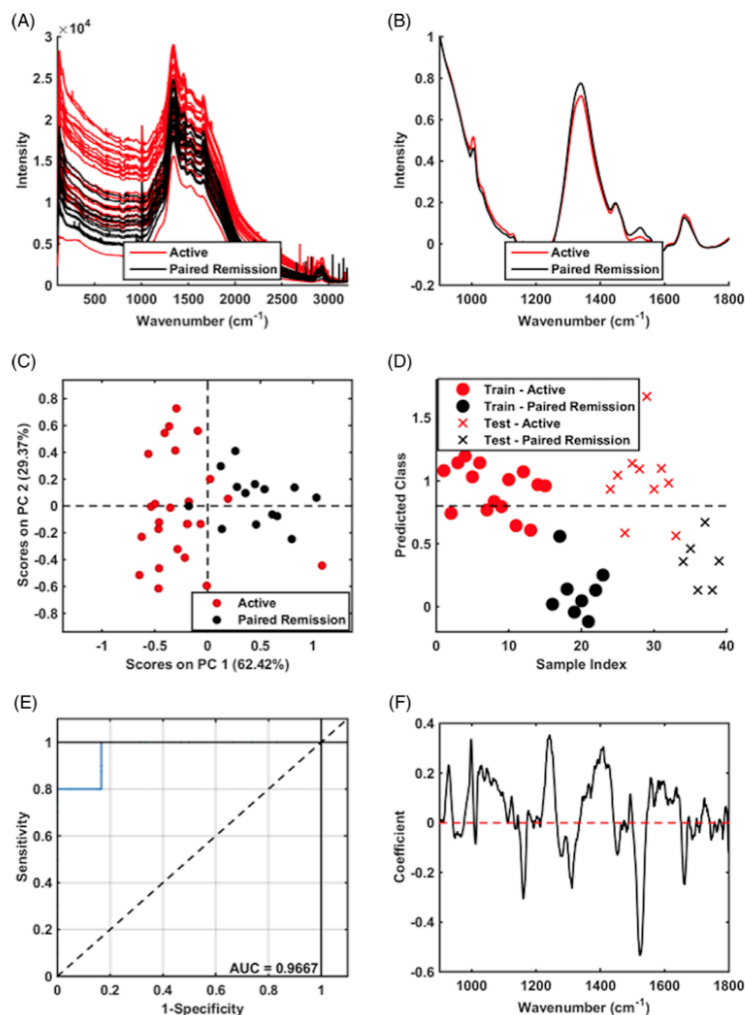 (A)
×10⁴
3
2.5
2
1.5
1
0.5
0
Intensity
500 1000 1500 2000 2500 3000
Wavenumber (cm⁻¹)
Active
Paired Remission
(B)
1
0.8
0.6
0.4
0.2
0
-0.2
Intensity
1000 1200 1400 1600 1800
Wavenumber (cm⁻¹)
Active
Paired Remission
(C)
0.8
0.6
0.4
0.2
0
-0.2
-0.4
-0.6
-0.8
Scores on PC 2 (29.37%)
-1 -0.5 0 0.5 1
Scores on PC 1 (62.42%)
Active
Paired Remission
(D)
Train - Active
Train - Paired Remission
Test - Active
Test - Paired Remission
1.5
1
0.5
0
Predicted Class
0 10 20 30 40
Sample Index
(E)
1
0.8
0.6
0.4
0.2
0
Sensitivity
AUC = 0.9667
0 0.2 0.4 0.6 0.8 1
1-Specificity
(F)
0.4
0.2
0
-0.2
-0.4
-0.6
Coefficient
1000 1200 1400 1600 1800
Wavenumber (cm⁻¹)